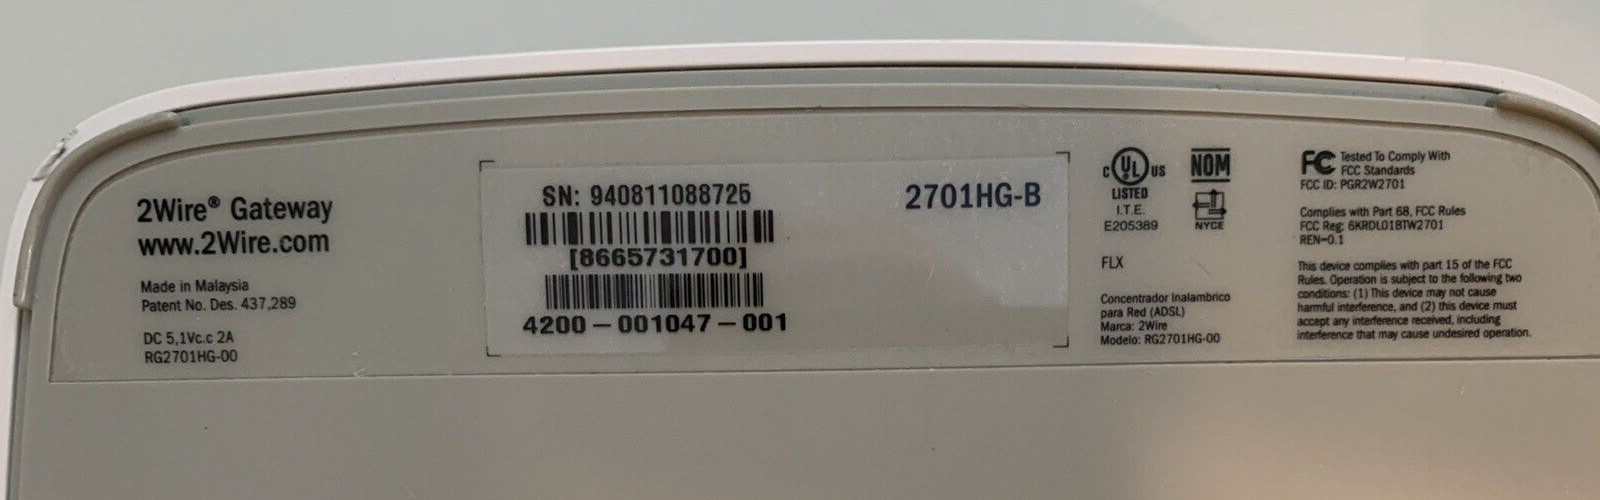 2Wire® Gateway
www.2Wire.com
Made in Malaysia
Patent No. Des. 437,289
DC 5,1Vc.c 2A
RG2701HG-00
SN: 940811088725
[8665731700]
4200-001047-001
2701HG-B
C UL US
LISTED
I.T.E.
E205389
NOM
NYCE
FLX
Concentrador Inalambrico
para Red (ADSL)
Marca: 2Wire
Modelo: RG2701HG-00
FC Tested To Comply With
FCC Standards
FCC ID: PGR2W2701
Complies with Part 68, FCC Rules
FCC Reg: 6KRDL01BTW2701
REN=0.1
This device complies with part 15 of the FCC
Rules. Operation is subject to the following two
conditions: (1) This device may not cause
harmful interference, and (2) this device must
accept any interference received, including
interference that may cause undesired operation.